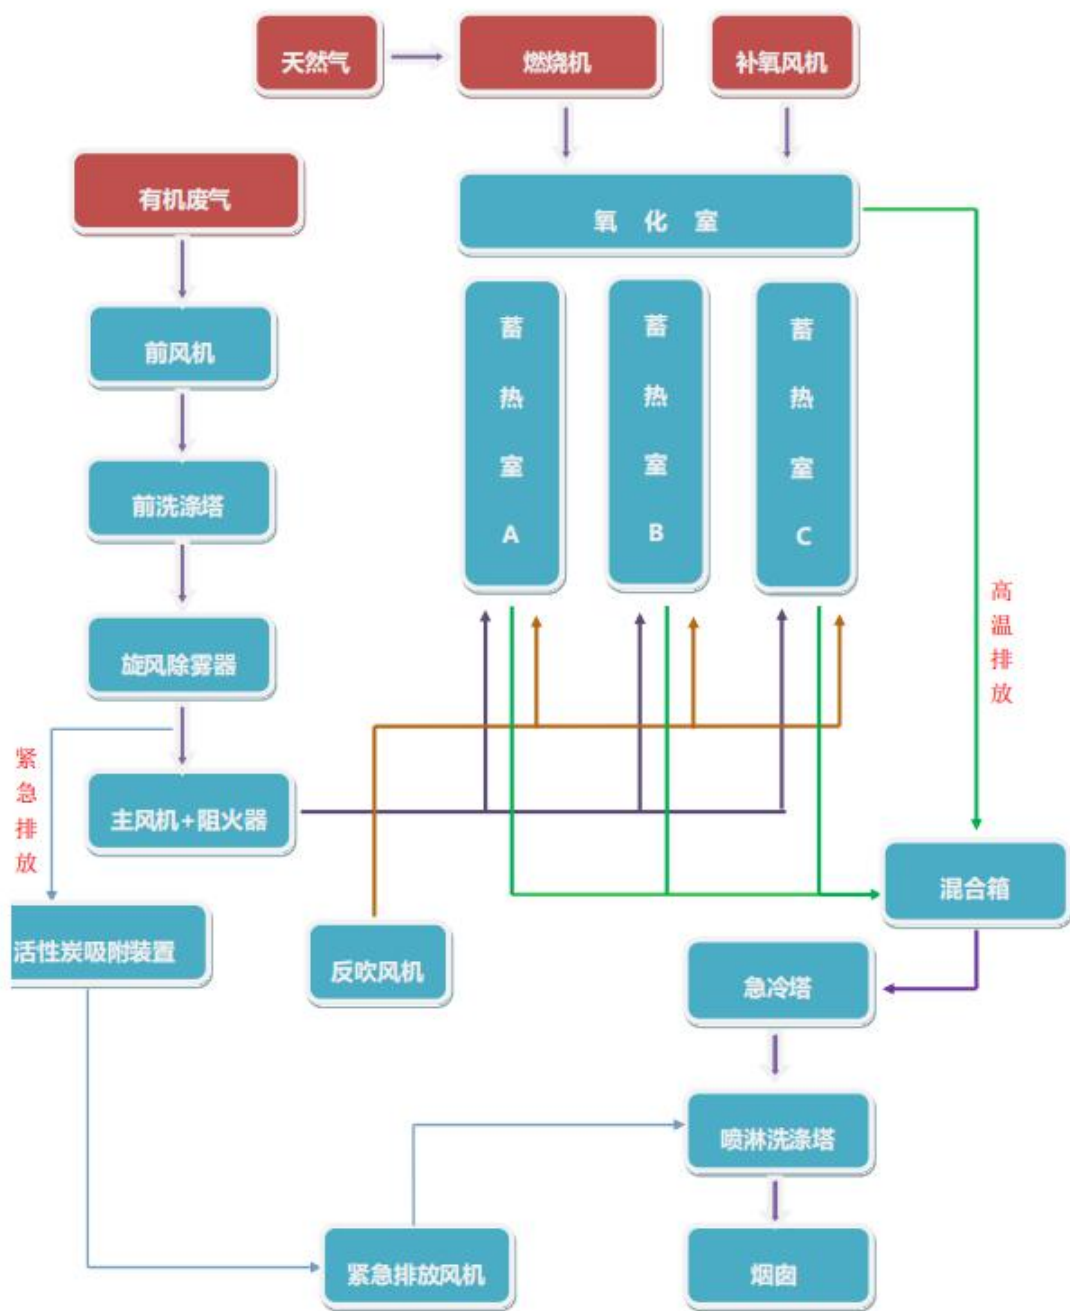 天然气
燃烧机
补氧风机
有机废气
氧 化 室
前风机
蓄热室A
蓄热室B
蓄热室C
前洗涤塔
高温排放
旋风除雾器
紧急排放
主风机+阻火器
混合箱
活性炭吸附装置
反吹风机
急冷塔
喷淋洗涤塔
紧急排放风机
烟囱